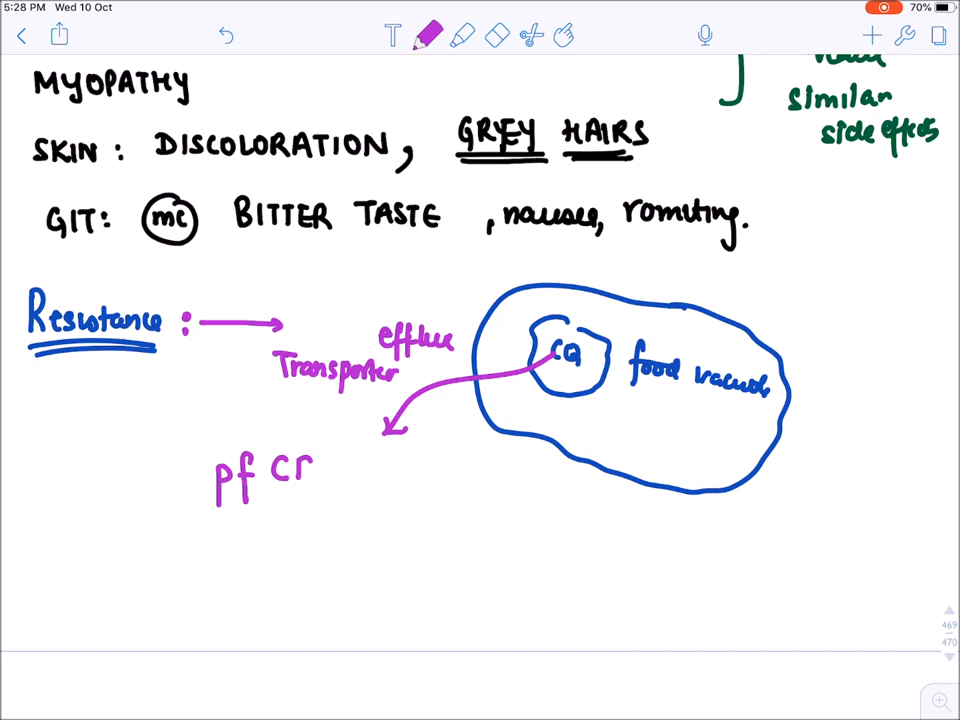 5:28 PM Wed 10 Oct
70%
MYOPATHY
similar
side effects
SKIN : DISCOLORATION, GREY HAIRS
GIT: mc BITTER TASTE , nausea, vomiting.
Resistance :
efflux
Transporter
CQ
food vacuole
pf cr
469
470